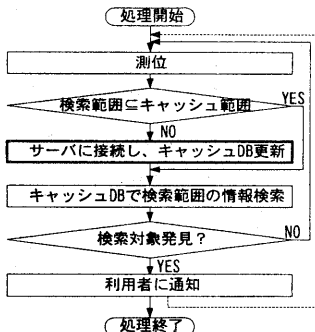 処理開始
測位
検索範囲⊆キャッシュ範囲
YES
NO
サーバに接続し、キャッシュDB更新
キャッシュDBで検索範囲の情報検索
検索対象発見？
NO
YES
利用者に通知
処理終了